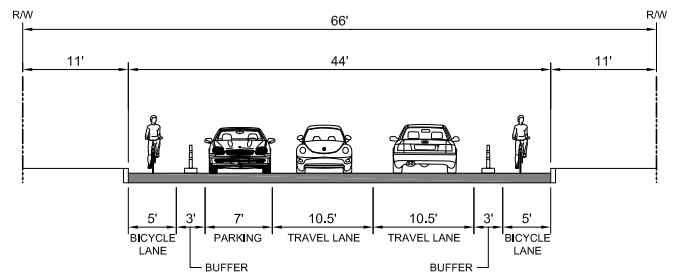 R/W
66'
R/W
11'
44'
11'
5'
3'
7'
10.5'
10.5'
3'
5'
BICYCLE
LANE
PARKING
TRAVEL LANE
TRAVEL LANE
BICYCLE
LANE
BUFFER
BUFFER